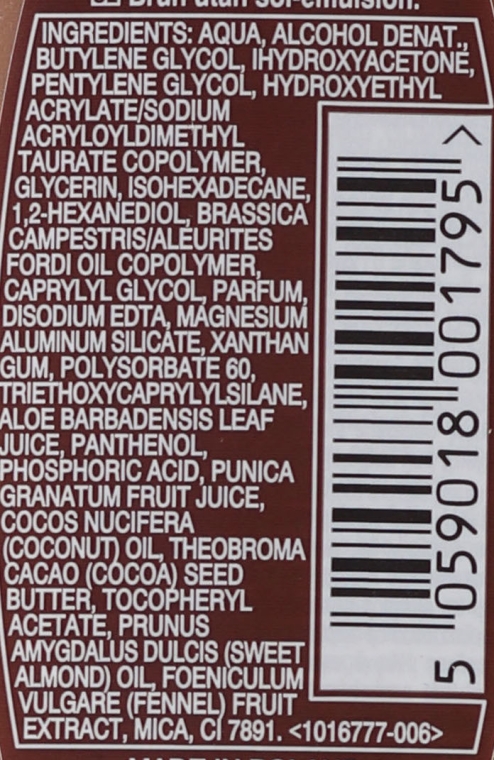 Brun utan sol-emulsion.
INGREDIENTS: AQUA, ALCOHOL DENAT.,
BUTYLENE GLYCOL, IHYDROXYACETONE,
PENTYLENE GLYCOL, HYDROXYETHYL
ACRYLATE/SODIUM
ACRYLOYLDIMETHYL
TAURATE COPOLYMER,
GLYCERIN, ISOHEXADECANE,
1,2-HEXANEDIOL, BRASSICA
CAMPESTRIS/ALEURITES
FORDI OIL COPOLYMER,
CAPRYLYL GLYCOL, PARFUM,
DISODIUM EDTA, MAGNESIUM
ALUMINUM SILICATE, XANTHAN
GUM, POLYSORBATE 60,
TRIETHOXYCAPRYLYLSILANE,
ALOE BARBADENSIS LEAF
JUICE, PANTHENOL,
PHOSPHORIC ACID, PUNICA
GRANATUM FRUIT JUICE,
COCOS NUCIFERA
(COCONUT) OIL, THEOBROMA
CACAO (COCOA) SEED
BUTTER, TOCOPHERYL
ACETATE, PRUNUS
AMYGDALUS DULCIS (SWEET
ALMOND) OIL, FOENICULUM
VULGARE (FENNEL) FRUIT
EXTRACT, MICA, CI 7891. <1016777-006>
5 059018 001795 >